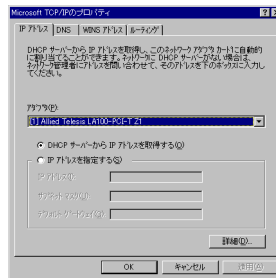 Microsoft TCP/IPのプロパティ
IP アドレス DNS WINS アドレス ルーティング
DHCP サーバーから IP アドレスを取得し、このネットワーク アダプタ カードに自動的
に割り当てることができます。ネットワークに DHCP サーバーがない場合は、
ネットワーク管理者にアドレスを問い合わせて、そのアドレスを下のボックスに入力し
てください。
アダプタ(P):
[1] Allied Telesis LA100-PCI-T Z1
DHCP サーバーから IP アドレスを取得する(O)
IP アドレスを指定する(S)
IP アドレス(I):
サブネット マスク(U):
デフォルト ゲートウェイ(G):
詳細(D)...
OK キャンセル 適用(A)